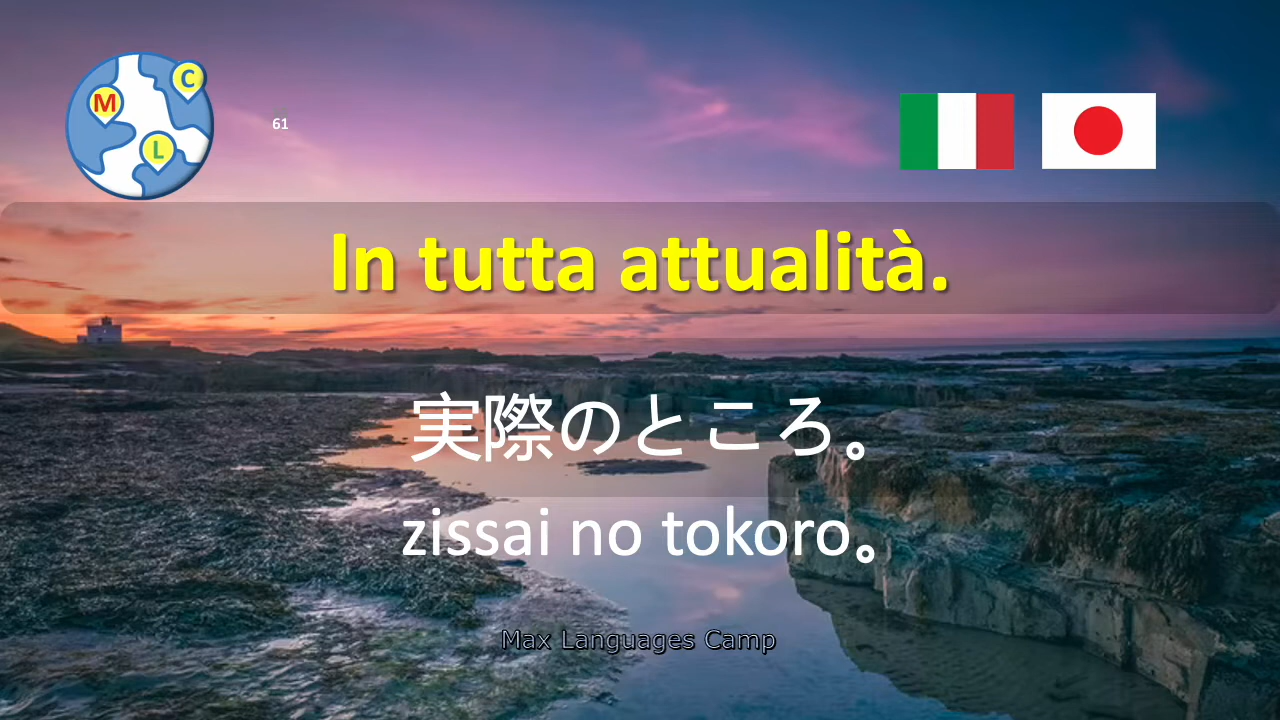 C
M
L
61
In tutta attualità.
実際のところ。
zissai no tokoro。
Max Languages Camp